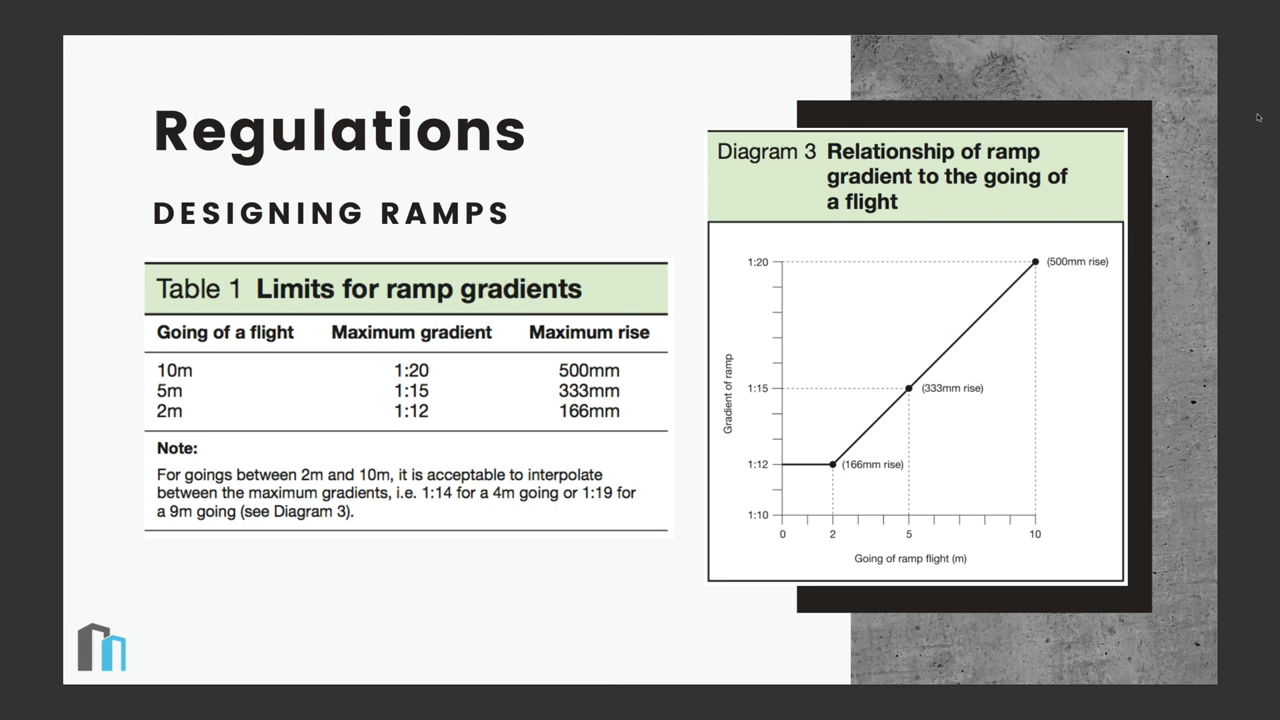 Regulations
DESIGNING RAMPS
Table 1 Limits for ramp gradients
Going of a flight Maximum gradient Maximum rise
10m 1:20 500mm
5m 1:15 333mm
2m 1:12 166mm
Note:
For goings between 2m and 10m, it is acceptable to interpolate
between the maximum gradients, i.e. 1:14 for a 4m going or 1:19 for
a 9m going (see Diagram 3).
Diagram 3 Relationship of ramp
gradient to the going of
a flight
1:20 (500mm rise)
1:15 (333mm rise)
1:12 (166mm rise)
1:10
Gradient of ramp
0 2 5 10
Going of ramp flight (m)